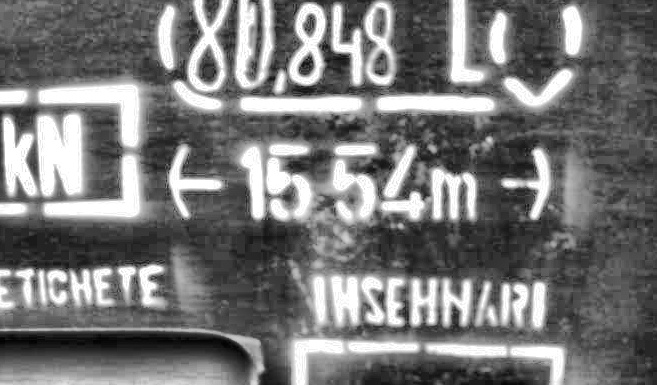 80,848 L
kN
15.54m
ETICHETE
INSEMNARI